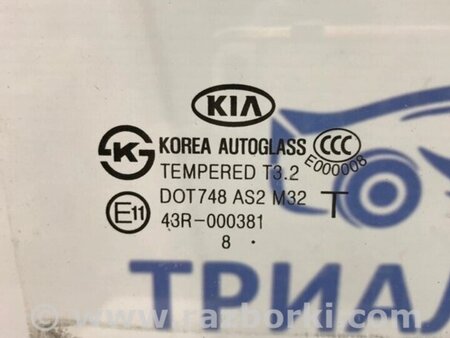 KIA
KOREA AUTOGLASS
CCC
E000008
TEMPERED T3.2
DOT748 AS2 M32
T
E11
43R-000381
8 .
ТРИАЛ
© www.razborki.com